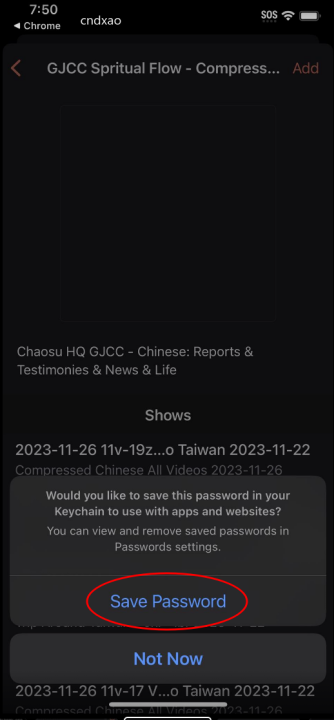 7:50
cndxao
SOS
◀ Chrome
GJCC Spritual Flow - Compress... Add
Chaosu HQ GJCC - Chinese: Reports &
Testimonies & News & Life
Shows
2023-11-26 11v-19z...o Taiwan 2023-11-22
Compressed Chinese All Videos 2023-11-26
Would you like to save this password in your
Keychain to use with apps and websites?
You can view and remove saved passwords in
Passwords settings.
Save Password
Not Now
2023-11-26 11v-17 V...o Taiwan 2023-11-22
Compressed Chinese All Videos 2023-11-26